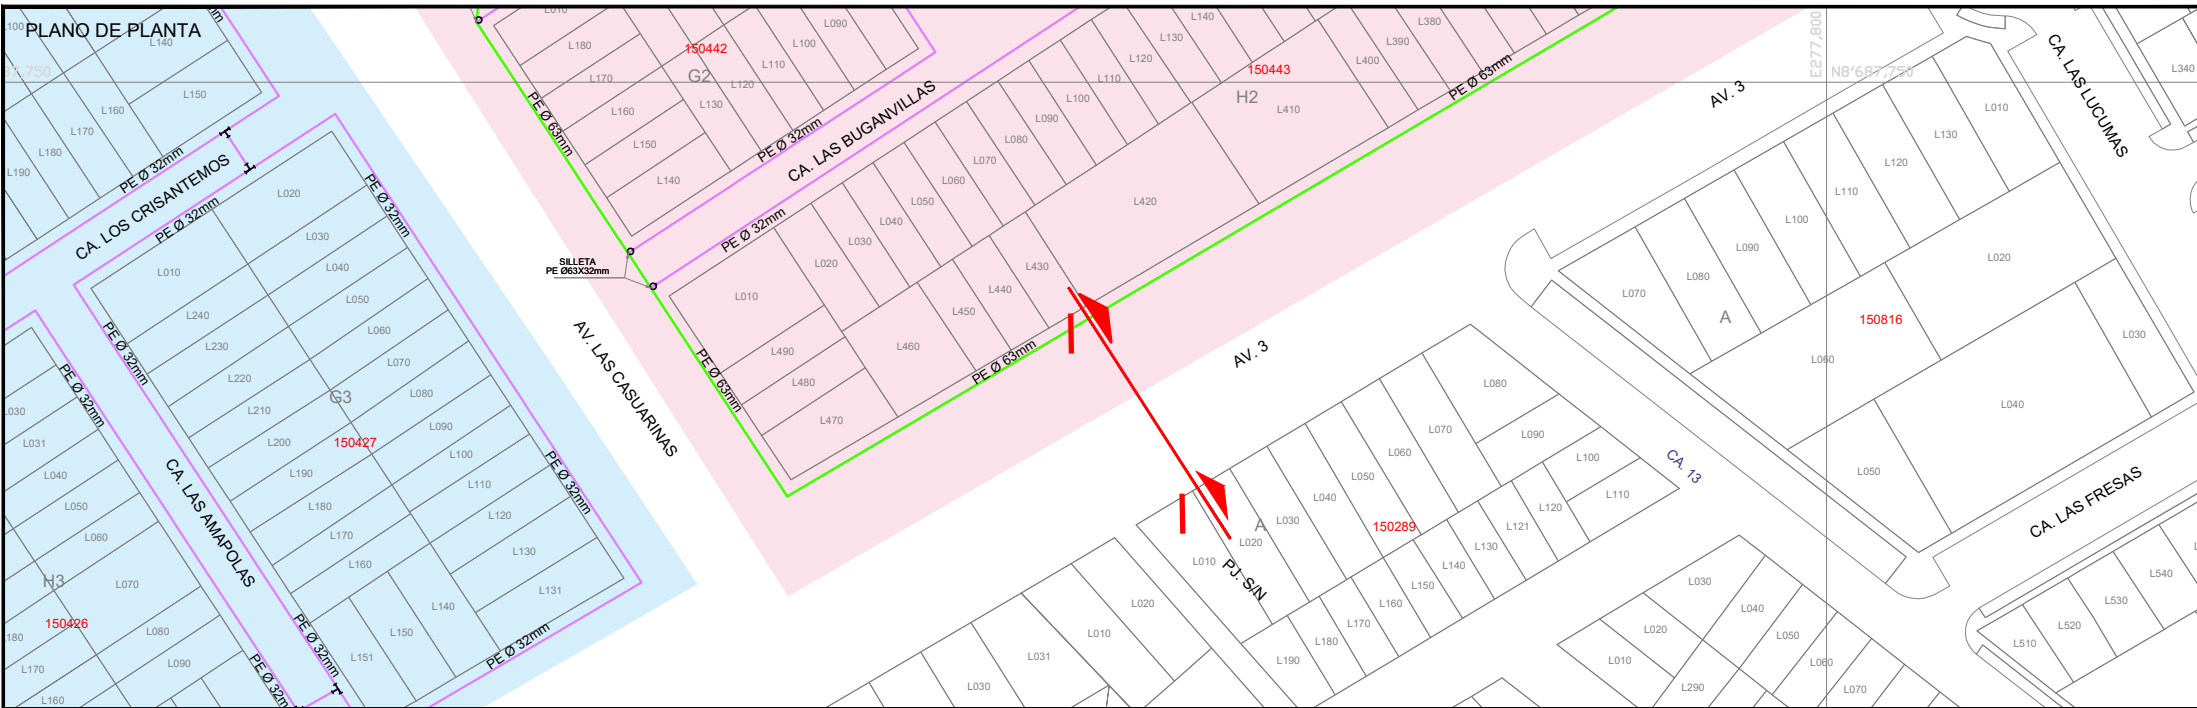 PLANO DE PLANTA
L140
L150
L160
L170
L180
L190
PE Ø 32mm
CA. LOS CRISANTEMOS
PE Ø 32mm
L010
L020
L030
L040
L050
L060
L070
L080
L090
L100
L110
L120
L130
L131
L140
L150
L151
L160
L170
L180
L190
L200
L210
L220
L230
L240
G3
150427
PE Ø 32mm
PE Ø 32mm
PE Ø 32mm
PE Ø 32mm
PE Ø 32mm
PE Ø 32mm
PE Ø 32mm
CA. LAS AMAPOLAS
L031
L040
L050
L060
L070
L080
L090
L160
L170
H3
150426
AV. LAS CASUARINAS
SILLETA
PE Ø63X32mm
PE Ø 63mm
L180
L170
L160
L150
L140
L130
L120
L110
L100
L090
150442
G2
PE Ø 32mm
CA. LAS BUGANVILLAS
PE Ø 32mm
L010
L020
L030
L040
L050
L060
L070
L080
L090
L100
L110
L120
L130
L140
L380
L390
L400
L410
L420
L430
L440
L450
L460
L470
L480
L490
150443
H2
PE Ø 63mm
PE Ø 63mm
PE Ø 63mm
AV. 3
AV. 3
E277,800
N8'687,750
CA. LAS LUCUMAS
L340
L010
L130
L120
L110
L100
L090
L080
L070
A
L020
150816
L060
L030
L040
L050
CA. 13
CA. LAS FRESAS
L080
L070
L060
L050
L040
L030
L020
L010
A
150289
L090
L100
L110
L120
L121
L130
L140
L150
L160
L170
L180
L190
PJ. S/N
L020
L010
L031
L030
L030
L040
L020
L050
L010
L060
L290
L070
L540
L530
L520
L510